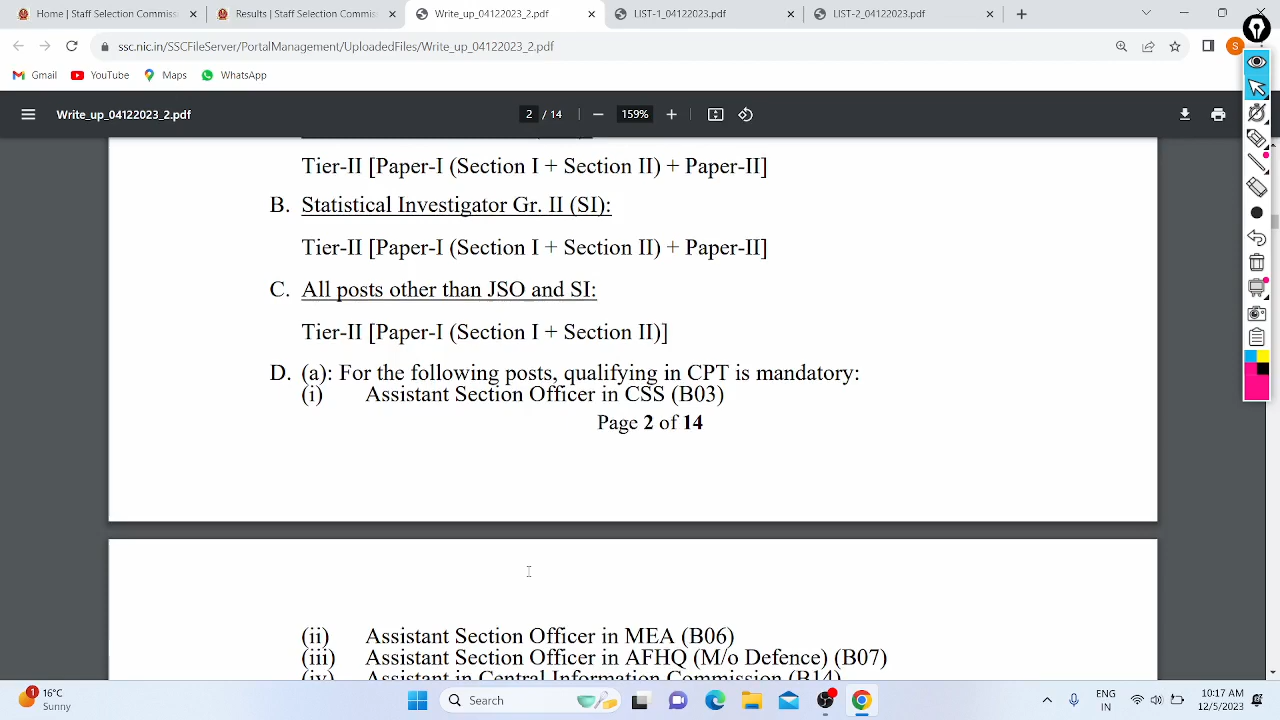 Home | Staff Selection Commissi
Results | Staff Selection Commis
Write_up_04122023_2.pdf
LIST-1_04122023.pdf
LIST-2_04122023.pdf
ssc.nic.in/SSCFileServer/PortalManagement/UploadedFiles/Write_up_04122023_2.pdf
S
Gmail YouTube Maps WhatsApp
Write_up_04122023_2.pdf 2 / 14 159%
Tier-II [Paper-I (Section I + Section II) + Paper-II]
B. Statistical Investigator Gr. II (SI):
Tier-II [Paper-I (Section I + Section II) + Paper-II]
C. All posts other than JSO and SI:
Tier-II [Paper-I (Section I + Section II)]
D. (a): For the following posts, qualifying in CPT is mandatory:
(i) Assistant Section Officer in CSS (B03)
Page 2 of 14
(ii) Assistant Section Officer in MEA (B06)
(iii) Assistant Section Officer in AFHQ (M/o Defence) (B07)
(iv) Assistant in Central Information Commission (B14)
1
16°C
Sunny
Search
ENG
IN
10:17 AM
12/5/2023